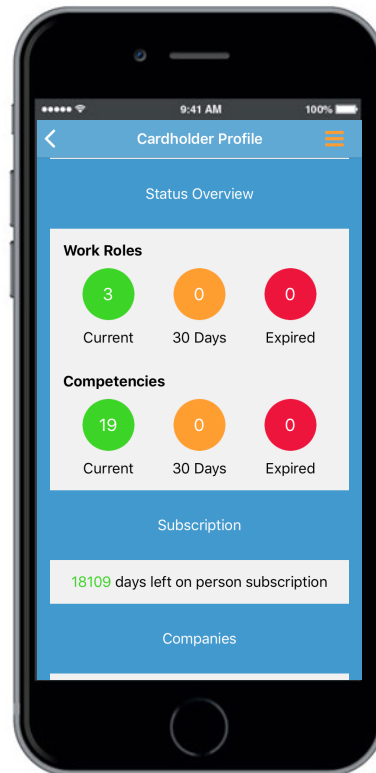 9:41 AM
100%
Cardholder Profile
Status Overview
Work Roles
3 0 0
Current 30 Days Expired
Competencies
19 0 0
Current 30 Days Expired
Subscription
18109 days left on person subscription
Companies